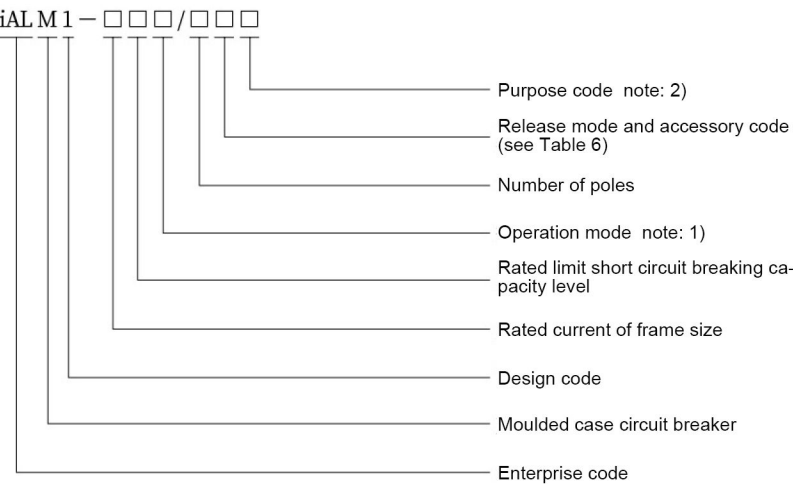 iAL M 1 – □ □ □ / □ □ □
Purpose code note: 2)
Release mode and accessory code
(see Table 6)
Number of poles
Operation mode note: 1)
Rated limit short circuit breaking ca-
pacity level
Rated current of frame size
Design code
Moulded case circuit breaker
Enterprise code